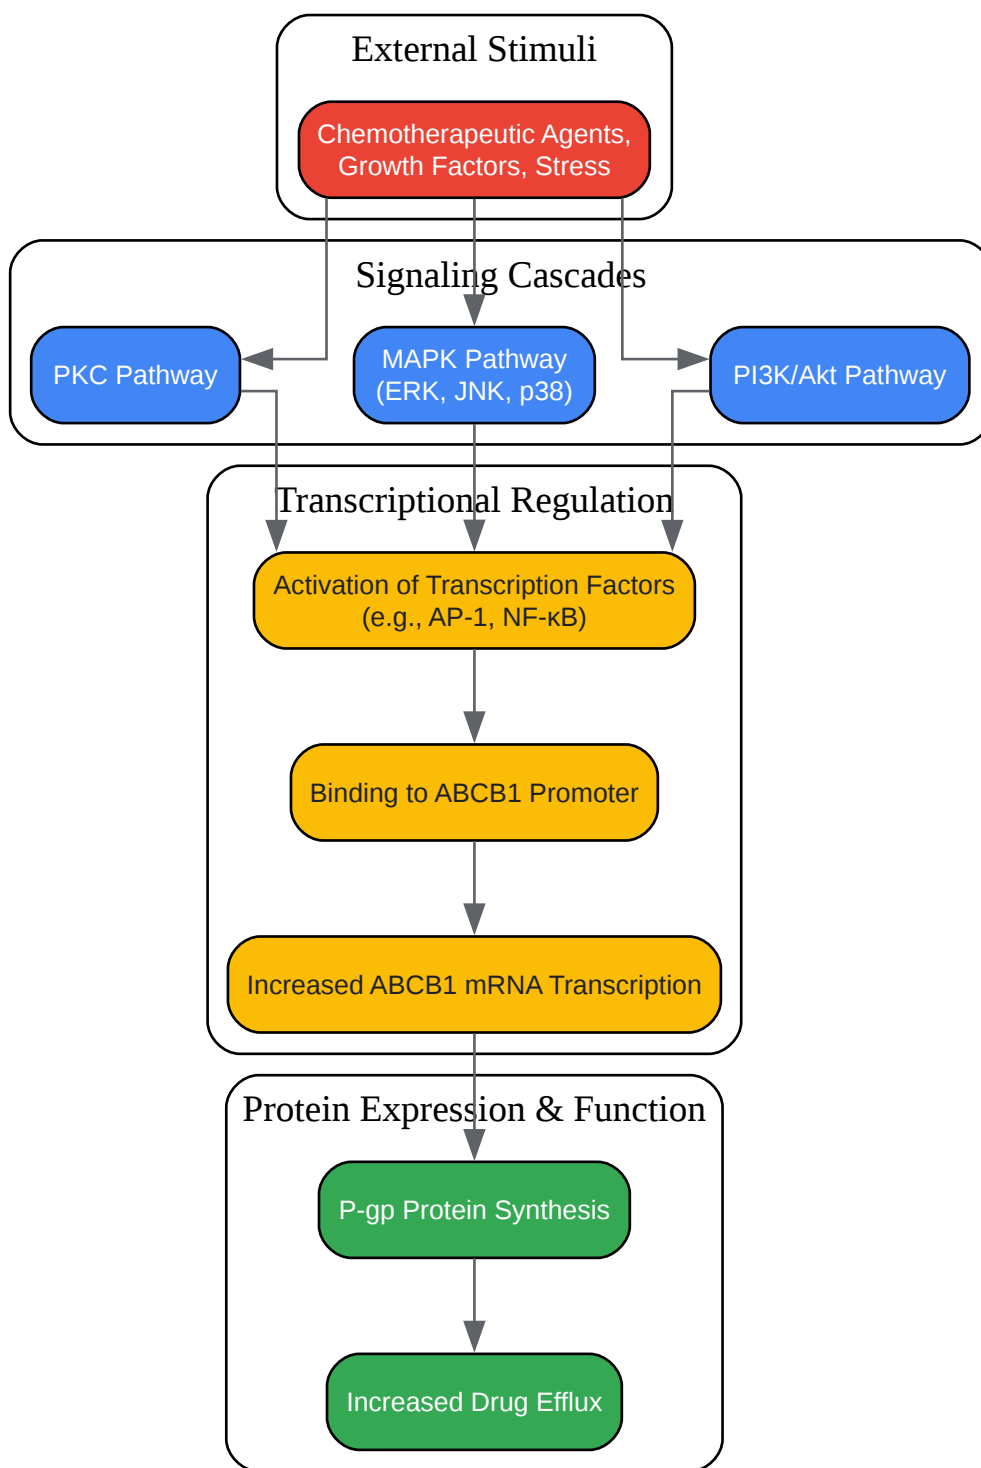 External Stimuli
Chemotherapeutic Agents,
Growth Factors, Stress
Signaling Cascades
PKC Pathway
MAPK Pathway
(ERK, JNK, p38)
PI3K/Akt Pathway
Transcriptional Regulation
Activation of Transcription Factors
(e.g., AP-1, NF-κB)
Binding to ABCB1 Promoter
Increased ABCB1 mRNA Transcription
Protein Expression & Function
P-gp Protein Synthesis
Increased Drug Efflux